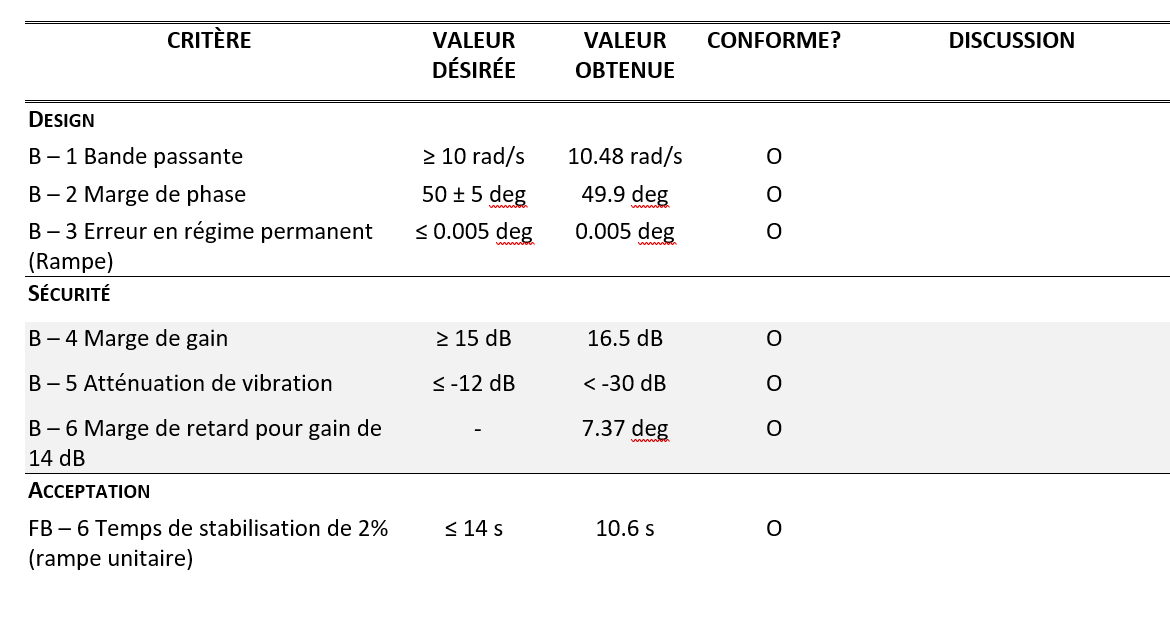 CRITÈRE VALEUR VALEUR CONFORME? DISCUSSION
DÉSIRÉE OBTENUE
DESIGN
B – 1 Bande passante ≥ 10 rad/s 10.48 rad/s O
B – 2 Marge de phase 50 ± 5 deg 49.9 deg O
B – 3 Erreur en régime permanent ≤ 0.005 deg 0.005 deg O
(Rampe)
SÉCURITÉ
B – 4 Marge de gain ≥ 15 dB 16.5 dB O
B – 5 Atténuation de vibration ≤ -12 dB < -30 dB O
B – 6 Marge de retard pour gain de - 7.37 deg O
14 dB
ACCEPTATION
FB – 6 Temps de stabilisation de 2% ≤ 14 s 10.6 s O
(rampe unitaire)